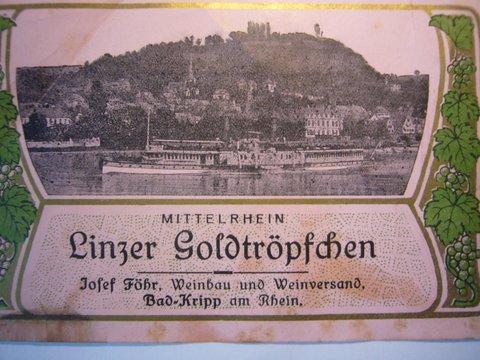 MITTELRHEIN
Linzer Goldtröpfchen
Josef Föhr, Weinbau und Weinversand,
Bad-Kripp am Rhein.